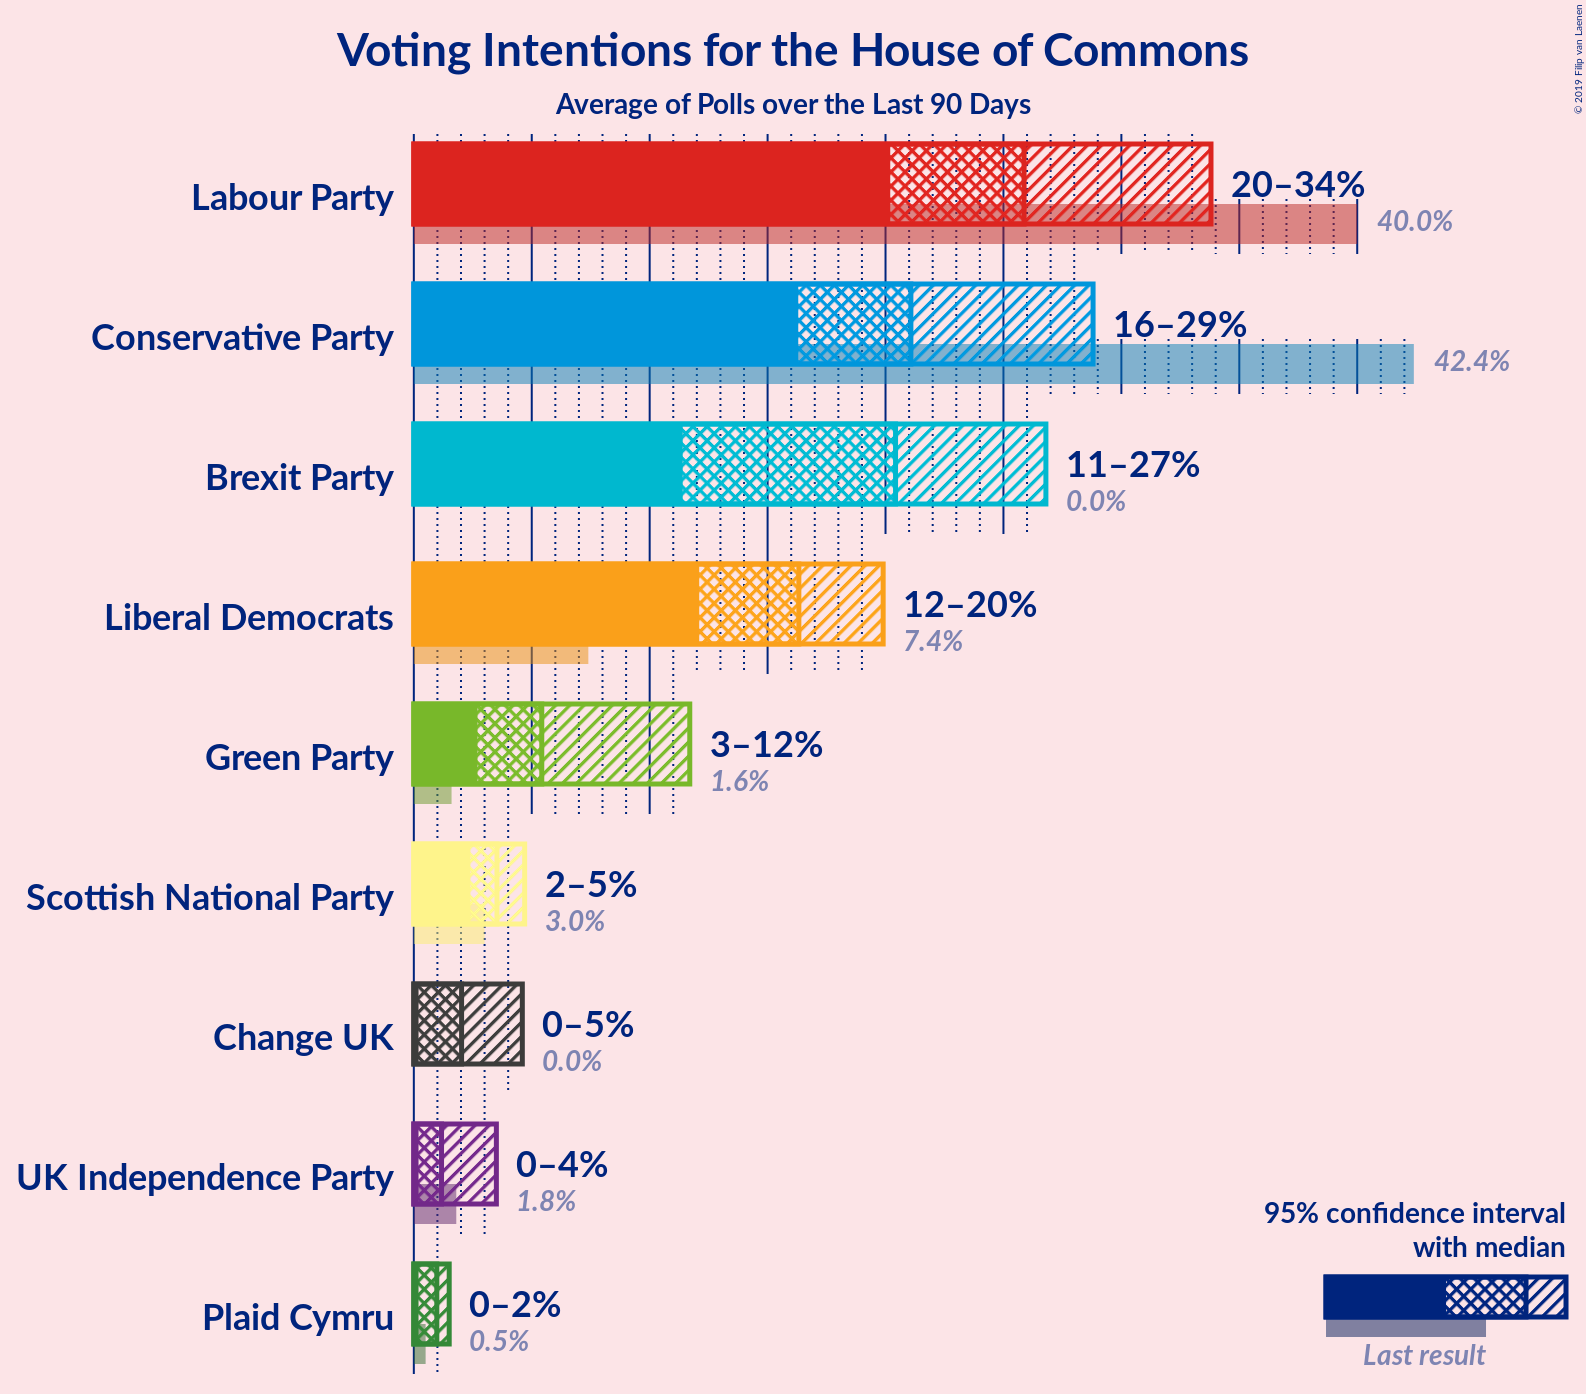 Voting Intentions for the House of Commons
Average of Polls over the Last 90 Days
© 2019 Filip van Laenen
Labour Party
20–34%
40.0%
Conservative Party
16–29%
42.4%
Brexit Party
11–27%
0.0%
Liberal Democrats
12–20%
7.4%
Green Party
3–12%
1.6%
Scottish National Party
2–5%
3.0%
Change UK
0–5%
0.0%
UK Independence Party
0–4%
1.8%
Plaid Cymru
0–2%
0.5%
95% confidence interval
with median
Last result